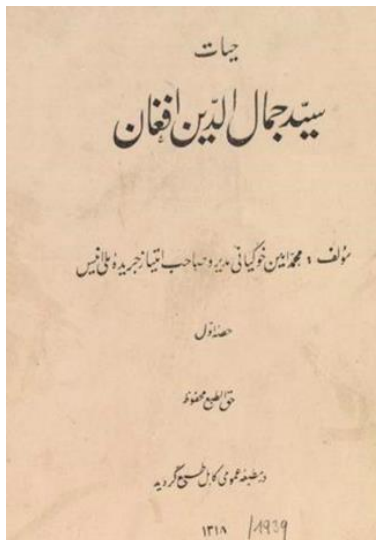 حیات
سید جمال الدین افغان
مؤلف : محمد امین خوگیانی مدیر و صاحب امتیاز جریدهٔ ملی انیس
حصهٔ اول
حق الطبع محفوظ
در مطبعه عمومی کابل طبع گردید
۱۳۱۸ /1939